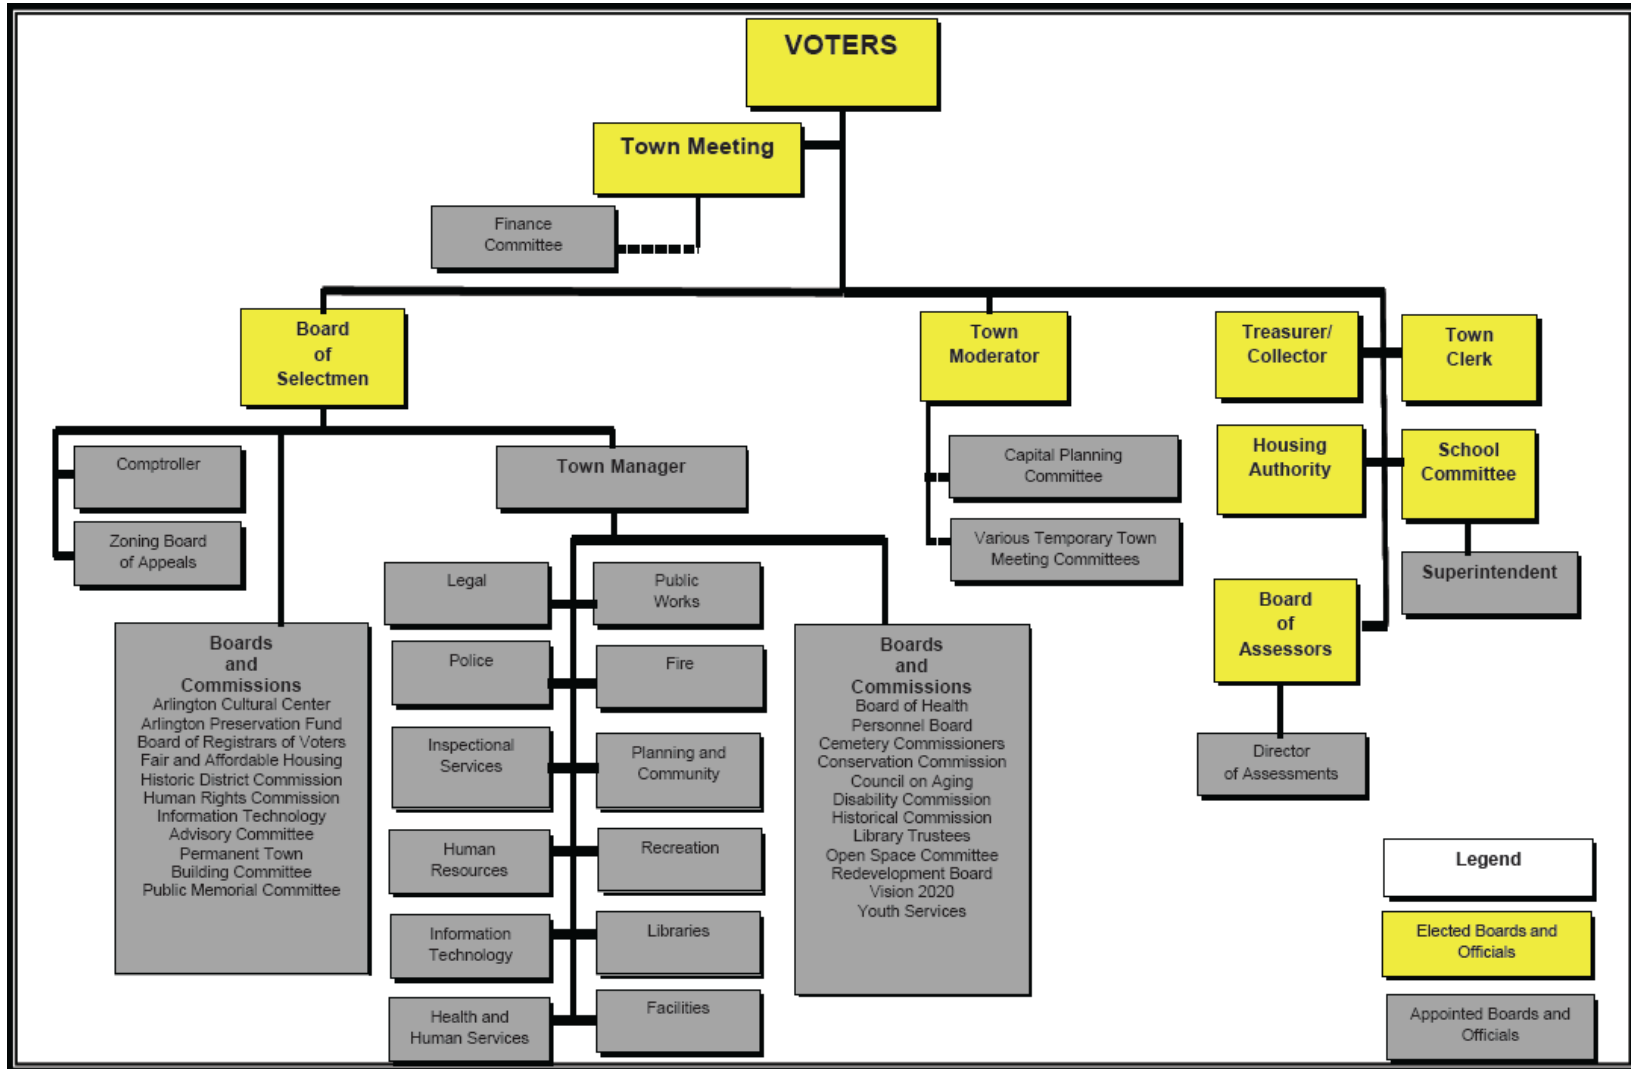 VOTERS
Town Meeting
Finance
Committee
Board
of
Selectmen
Town
Moderator
Treasurer/
Collector
Town
Clerk
Comptroller
Zoning Board
of Appeals
Town Manager
Capital Planning
Committee
Various Temporary Town
Meeting Committees
Housing
Authority
School
Committee
Superintendent
Board
of
Assessors
Director
of Assessments
Boards
and
Commissions
Arlington Cultural Center
Arlington Preservation Fund
Board of Registrars of Voters
Fair and Affordable Housing
Historic District Commission
Human Rights Commission
Information Technology
Advisory Committee
Permanent Town
Building Committee
Public Memorial Committee
Legal
Public
Works
Police
Fire
Inspectional
Services
Planning and
Community
Human
Resources
Recreation
Information
Technology
Libraries
Health and
Human Services
Facilities
Boards
and
Commissions
Board of Health
Personnel Board
Cemetery Commissioners
Conservation Commission
Council on Aging
Disability Commission
Historical Commission
Library Trustees
Open Space Committee
Redevelopment Board
Vision 2020
Youth Services
Legend
Elected Boards and
Officials
Appointed Boards and
Officials